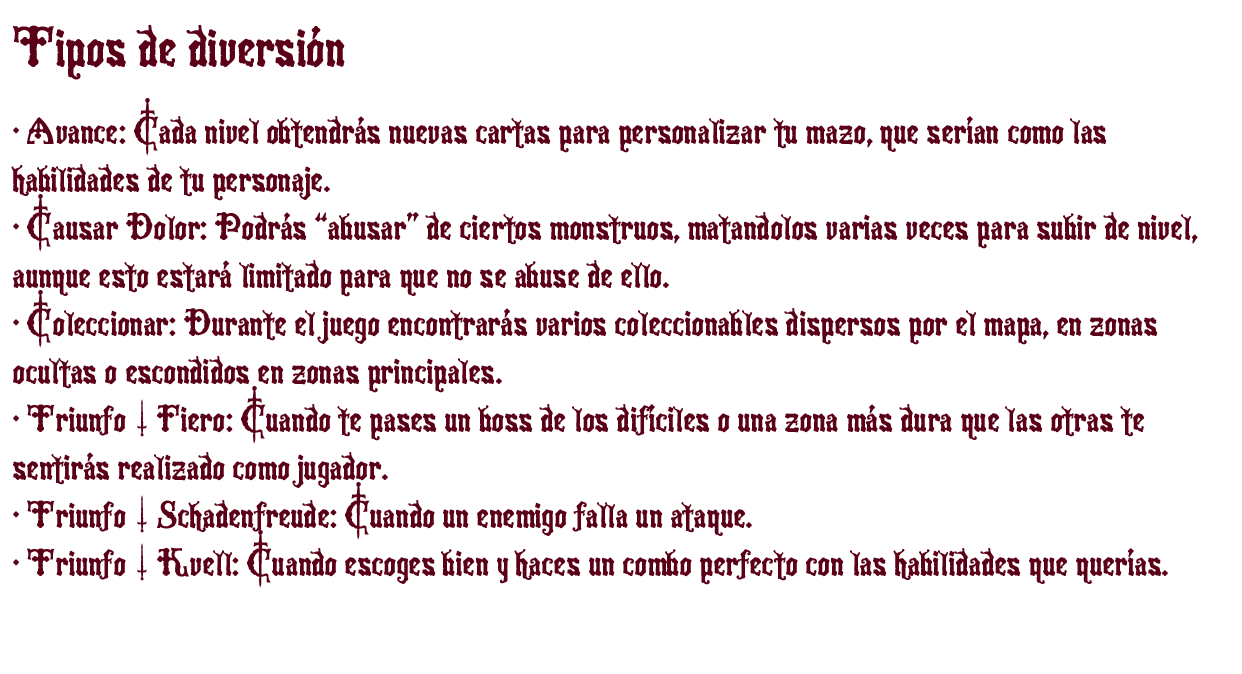 Tipos de diversión
· Avance: Cada nivel obtendrás nuevas cartas para personalizar tu mazo, que serían como las
habilidades de tu personaje.
· Causar Dolor: Podrás “abusar” de ciertos monstruos, matandolos varias veces para subir de nivel,
aunque esto estará limitado para que no se abuse de ello.
· Coleccionar: Durante el juego encontrarás varios coleccionables dispersos por el mapa, en zonas
ocultas o escondidos en zonas principales.
· Triunfo | Fiero: Cuando te pases un boss de los difíciles o una zona más dura que las otras te
sentirás realizado como jugador.
· Triunfo | Schadenfreude: Cuando un enemigo falla un ataque.
· Triunfo | Kvell: Cuando escoges bien y haces un combo perfecto con las habilidades que querías.